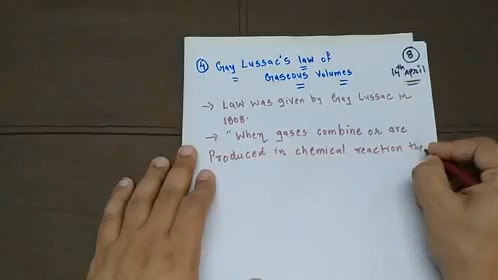 ④ Gay Lussac's law of
Gaseous Volumes
8
14th April
→ Law was given by Gay Lussac in
1808.
→ "When gases combine or are
Produced in chemical reaction the